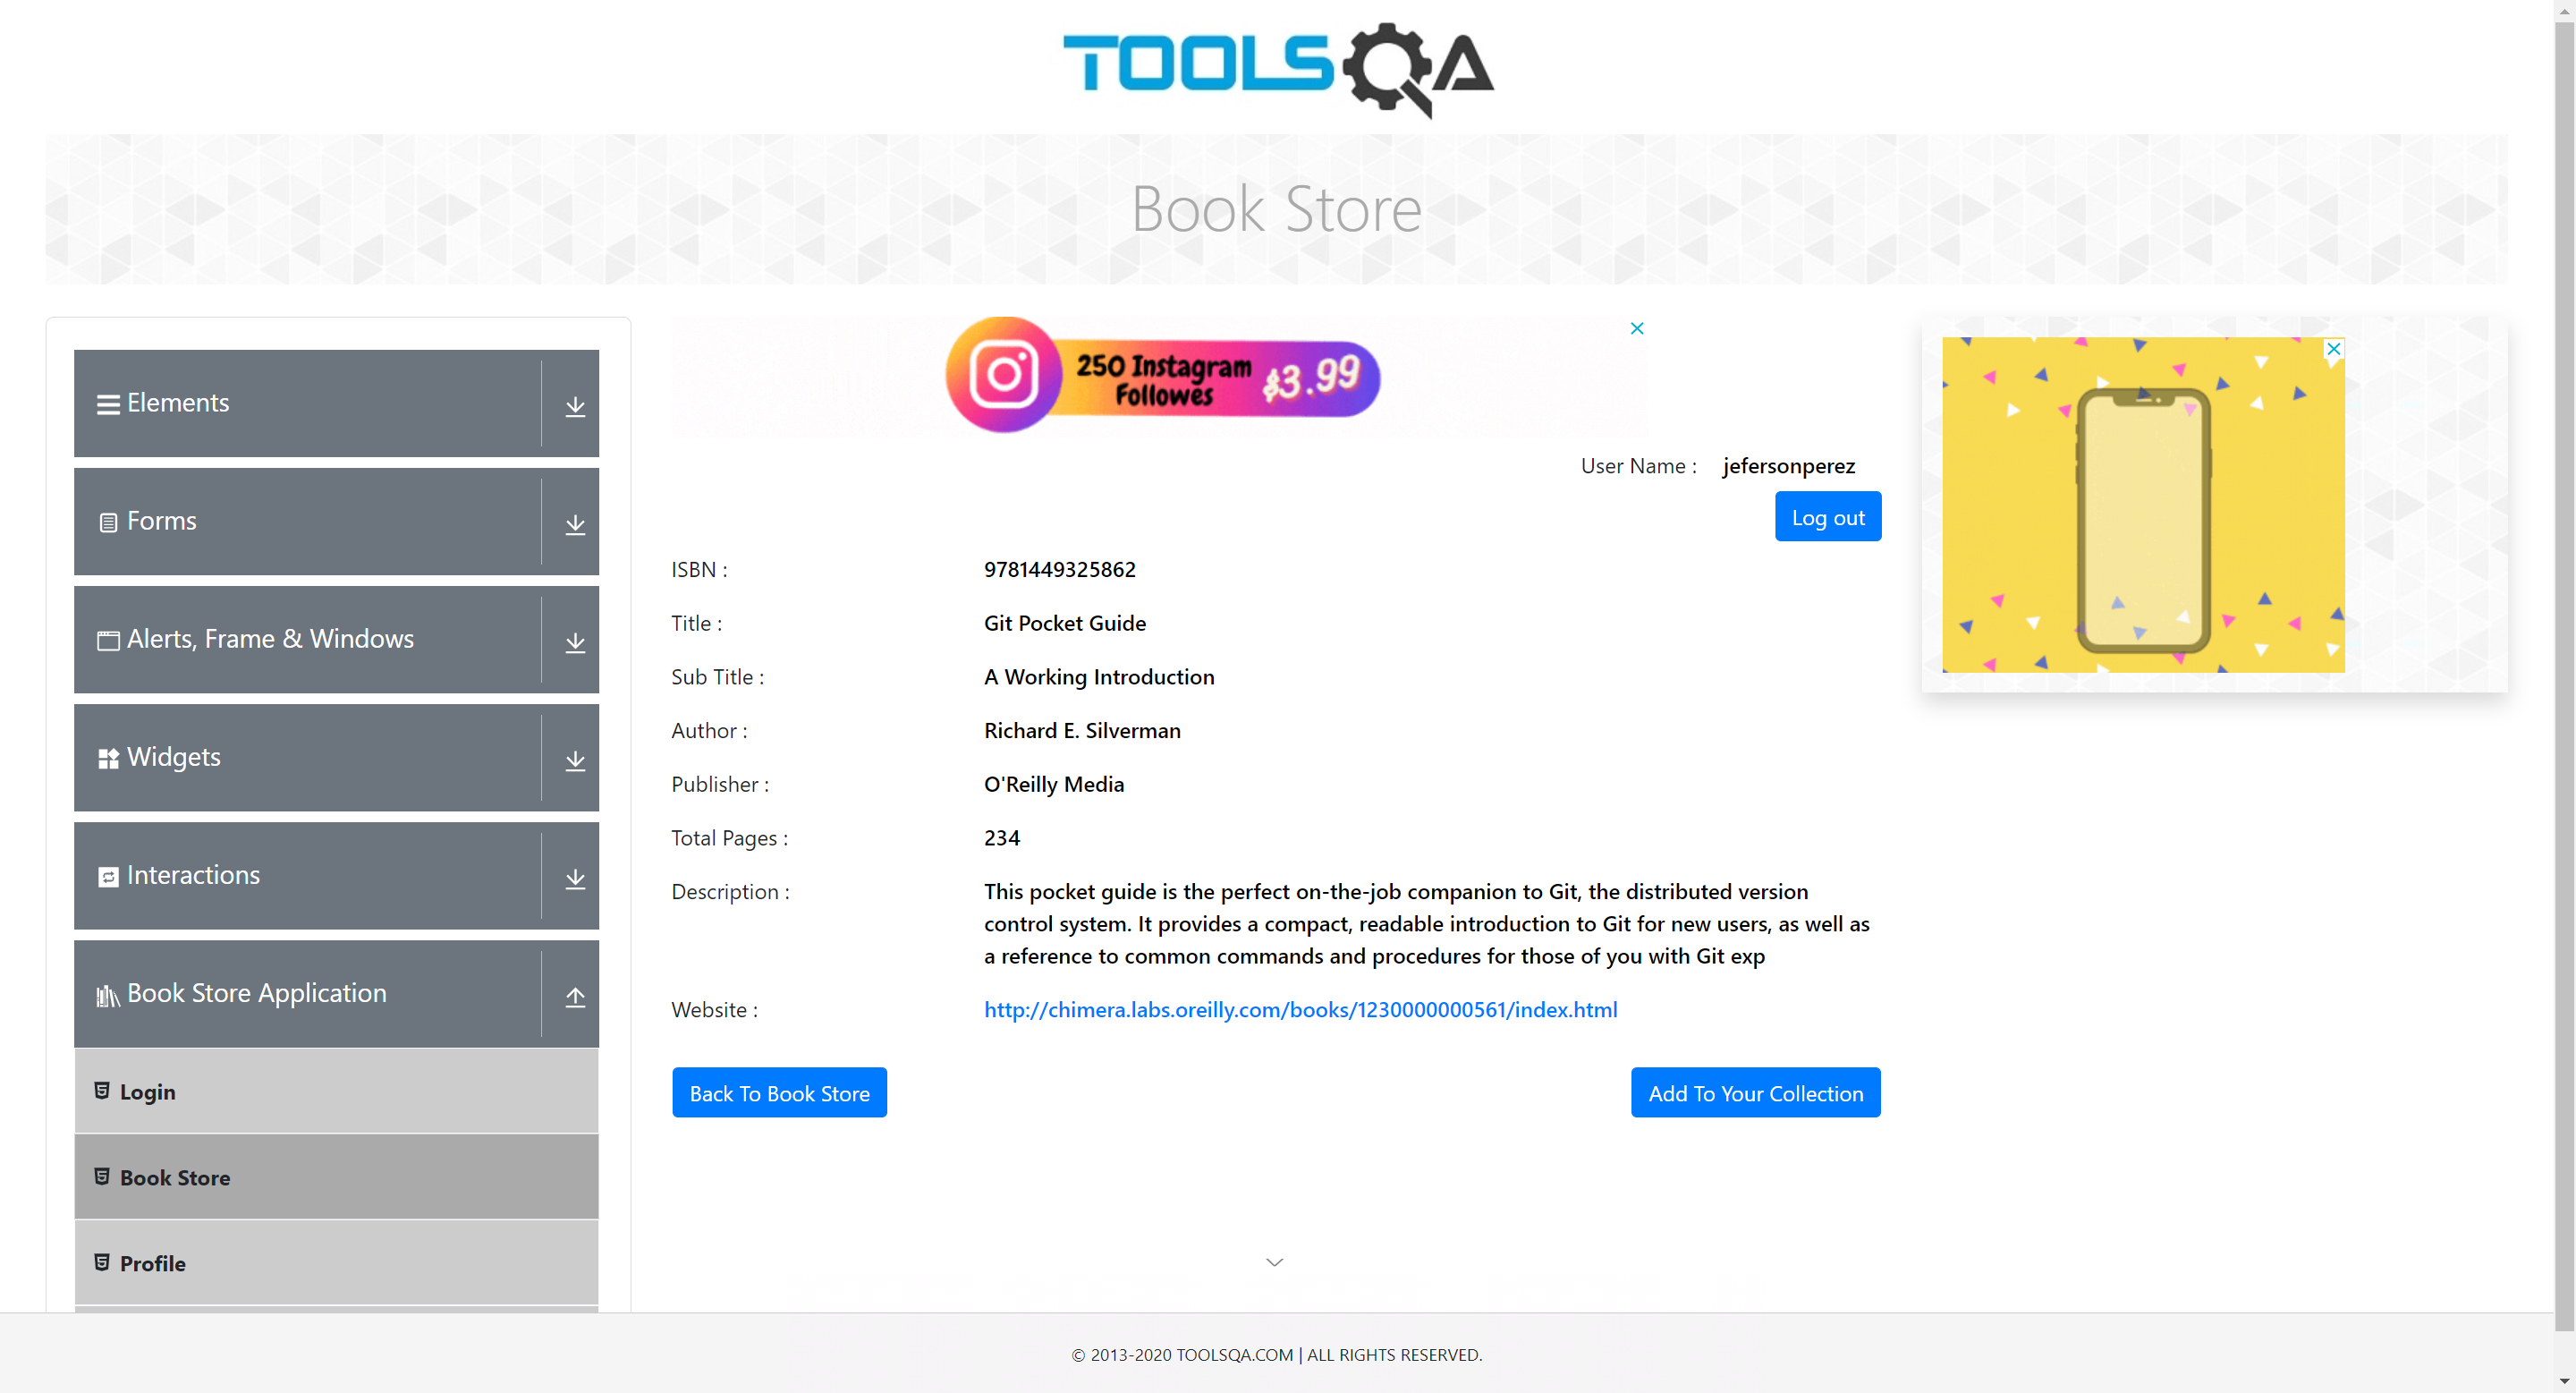 TOOLSQA
Book Store
Elements
Forms
Alerts, Frame & Windows
Widgets
Interactions
Book Store Application
Login
Book Store
Profile
250 Instagram
Followes
$3.99
User Name : jefersonperez
Log out
ISBN : 9781449325862
Title : Git Pocket Guide
Sub Title : A Working Introduction
Author : Richard E. Silverman
Publisher : O'Reilly Media
Total Pages : 234
Description : This pocket guide is the perfect on-the-job companion to Git, the distributed version
control system. It provides a compact, readable introduction to Git for new users, as well as
a reference to common commands and procedures for those of you with Git exp
Website : http://chimera.labs.oreilly.com/books/1230000000561/index.html
Back To Book Store
Add To Your Collection
© 2013-2020 TOOLSQA.COM | ALL RIGHTS RESERVED.